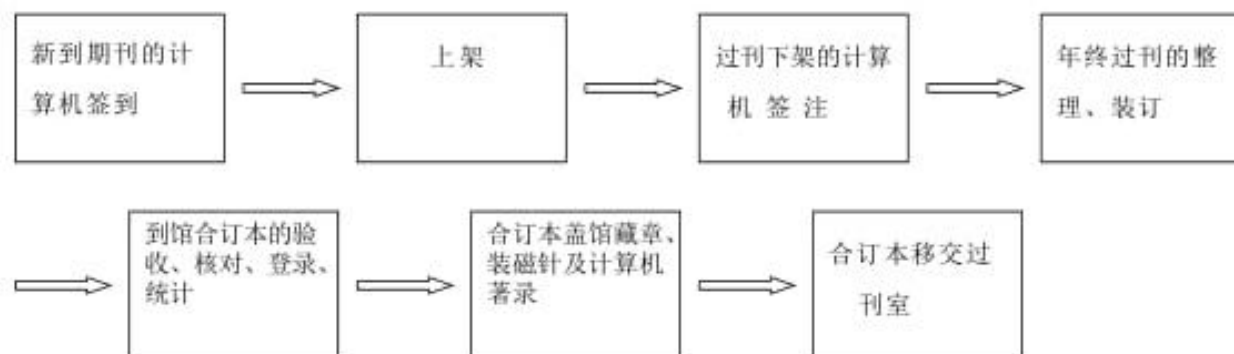 新到期刊的计
算机签到
上架
过刊下架的计算
机签注
年终过刊的整
理、装订
到馆合订本的验
收、核对、登录、
统计
合订本盖馆藏章、
装磁针及计算机
著录
合订本移交过
刊室